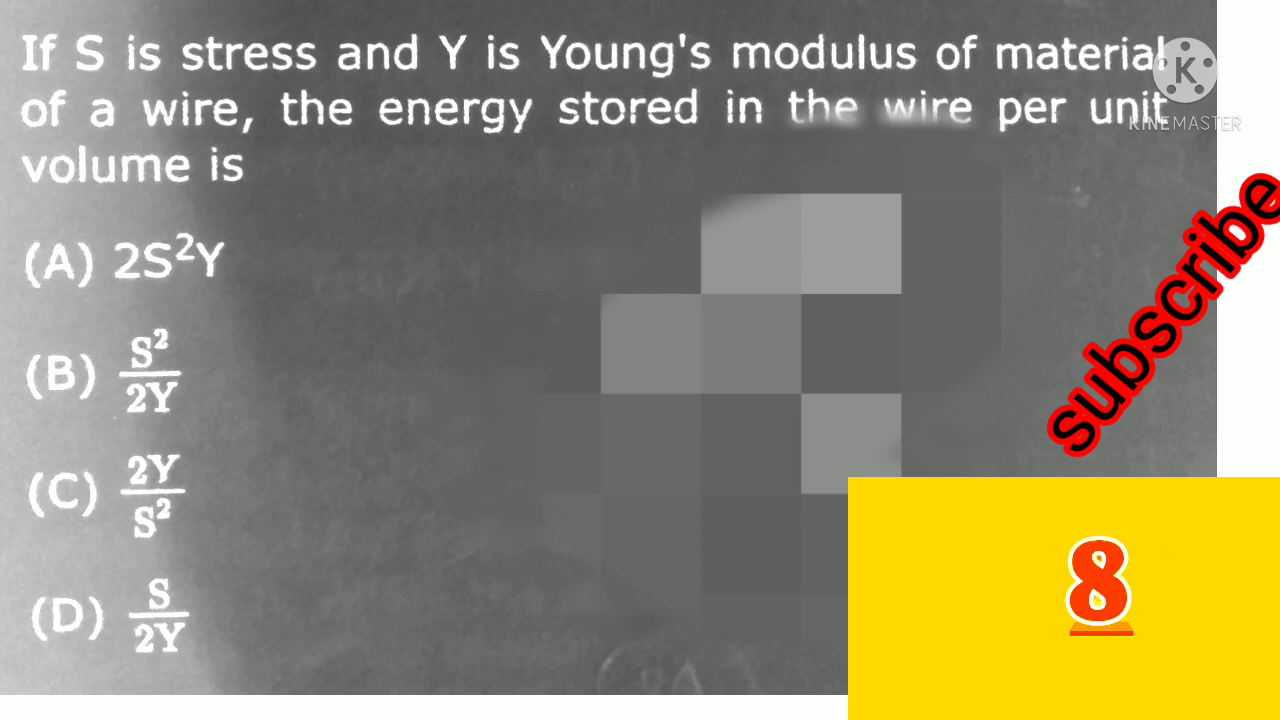 If S is stress and Y is Young's modulus of material
of a wire, the energy stored in the wire per unit
volume is
(A) 2S²Y
(B) S²/2Y
(C) 2Y/S²
(D) S/2Y
K
KINEMASTER
subscribe
8